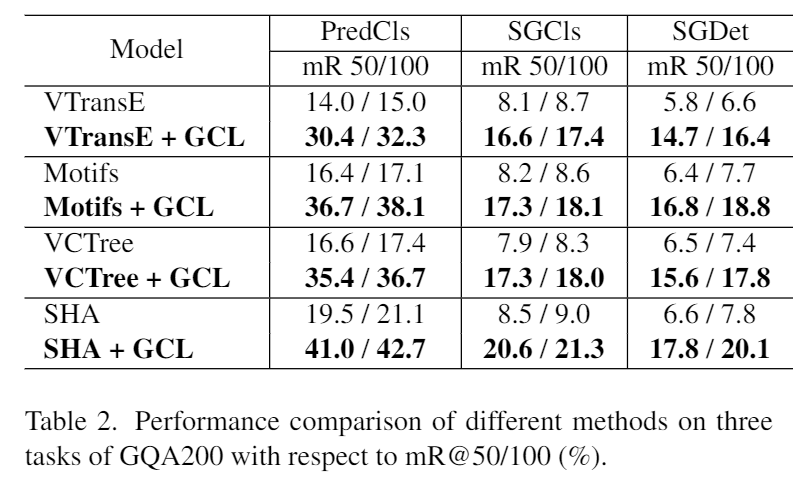 Model PredCls SGCls SGDet
mR 50/100 mR 50/100 mR 50/100
VTransE 14.0 / 15.0 8.1 / 8.7 5.8 / 6.6
VTransE + GCL 30.4 / 32.3 16.6 / 17.4 14.7 / 16.4
Motifs 16.4 / 17.1 8.2 / 8.6 6.4 / 7.7
Motifs + GCL 36.7 / 38.1 17.3 / 18.1 16.8 / 18.8
VCTree 16.6 / 17.4 7.9 / 8.3 6.5 / 7.4
VCTree + GCL 35.4 / 36.7 17.3 / 18.0 15.6 / 17.8
SHA 19.5 / 21.1 8.5 / 9.0 6.6 / 7.8
SHA + GCL 41.0 / 42.7 20.6 / 21.3 17.8 / 20.1
Table 2. Performance comparison of different methods on three
tasks of GQA200 with respect to mR@50/100 (%).